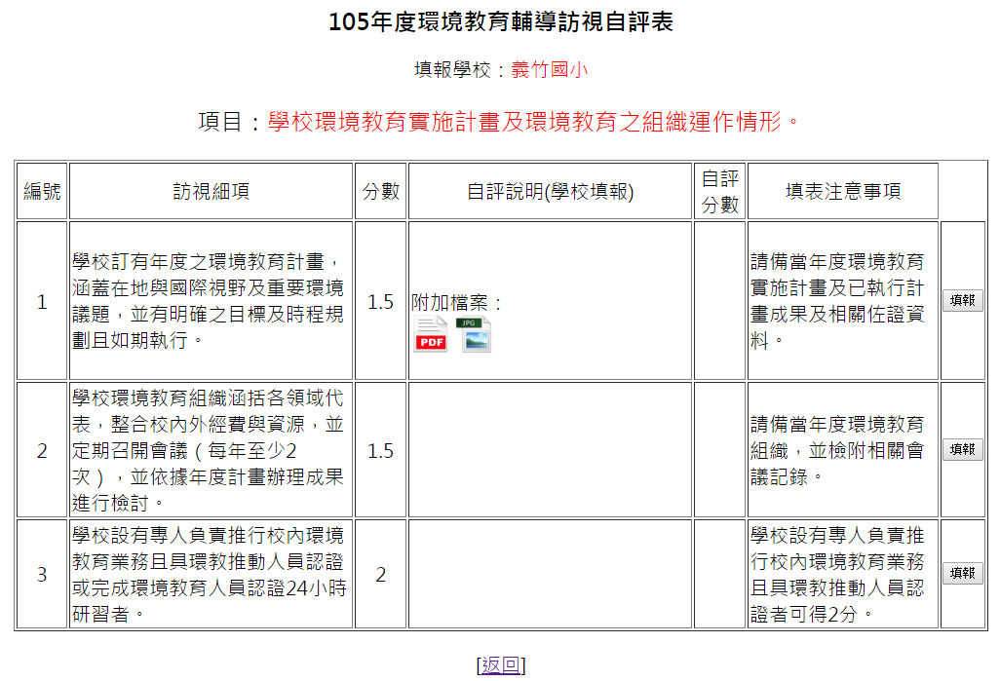 105年度環境教育輔導訪視自評表
填報學校：義竹國小
項目：學校環境教育實施計畫及環境教育之組織運作情形。
編號
訪視細項
分數
自評說明(學校填報)
自評
分數
填表注意事項
1
學校訂有年度之環境教育計畫，
涵蓋在地與國際視野及重要環境
議題，並有明確之目標及時程規
劃且如期執行。
1.5
附加檔案：
PDF
JPG
請備當年度環境教育
實施計畫及已執行計
畫成果及相關佐證資
料。
填報
2
學校環境教育組織涵括各領域代
表，整合校內外經費與資源，並
定期召開會議（每年至少2
次），並依據年度計畫辦理成果
進行檢討。
1.5
請備當年度環境教育
組織，並檢附相關會
議記錄。
填報
3
學校設有專人負責推行校內環境
教育業務且具環教推動人員認證
或完成環境教育人員認證24小時
研習者。
2
學校設有專人負責推
行校內環境教育業務
且具環教推動人員認
證者可得2分。
填報
[返回]